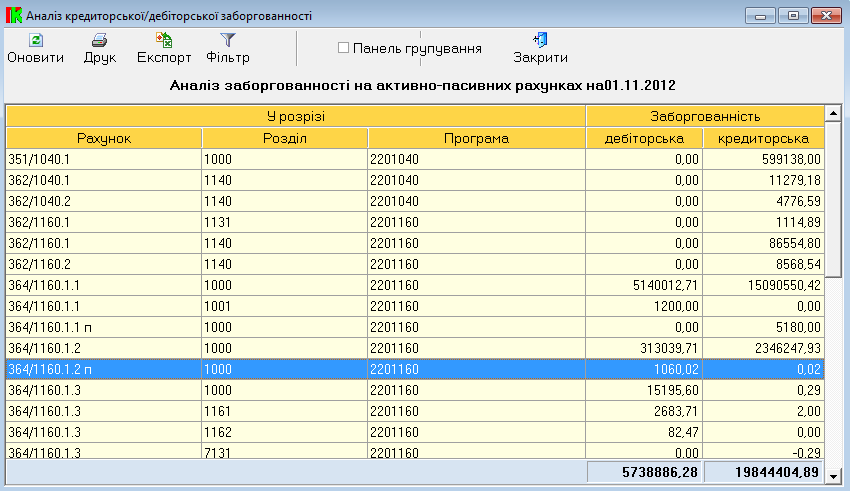 Аналіз кредиторської/дебіторської заборгованності
Оновити Друк Експорт Фільтр Панель групування Закрити
Аналіз заборгованності на активно-пасивних рахунках на01.11.2012
У розрізі Заборгованність
Рахунок Розділ Програма дебіторська кредиторська
351/1040.1 1000 2201040 0,00 599138,00
362/1040.1 1140 2201040 0,00 11279,18
362/1040.2 1140 2201040 0,00 4776,59
362/1160.1 1131 2201160 0,00 1114,89
362/1160.1 1140 2201160 0,00 86554,80
362/1160.2 1140 2201160 0,00 8568,54
364/1160.1.1 1000 2201160 5140012,71 15090550,42
364/1160.1.1 1001 2201160 1200,00 0,00
364/1160.1.1 п 1000 2201160 0,00 5180,00
364/1160.1.2 1000 2201160 313039,71 2346247,93
364/1160.1.2 п 1000 2201160 1060,02 0,02
364/1160.1.3 1000 2201160 15195,60 0,29
364/1160.1.3 1161 2201160 2683,71 2,00
364/1160.1.3 1162 2201160 82,47 0,00
364/1160.1.3 7131 2201160 0,00 -0,29
5738886,28 19844404,89